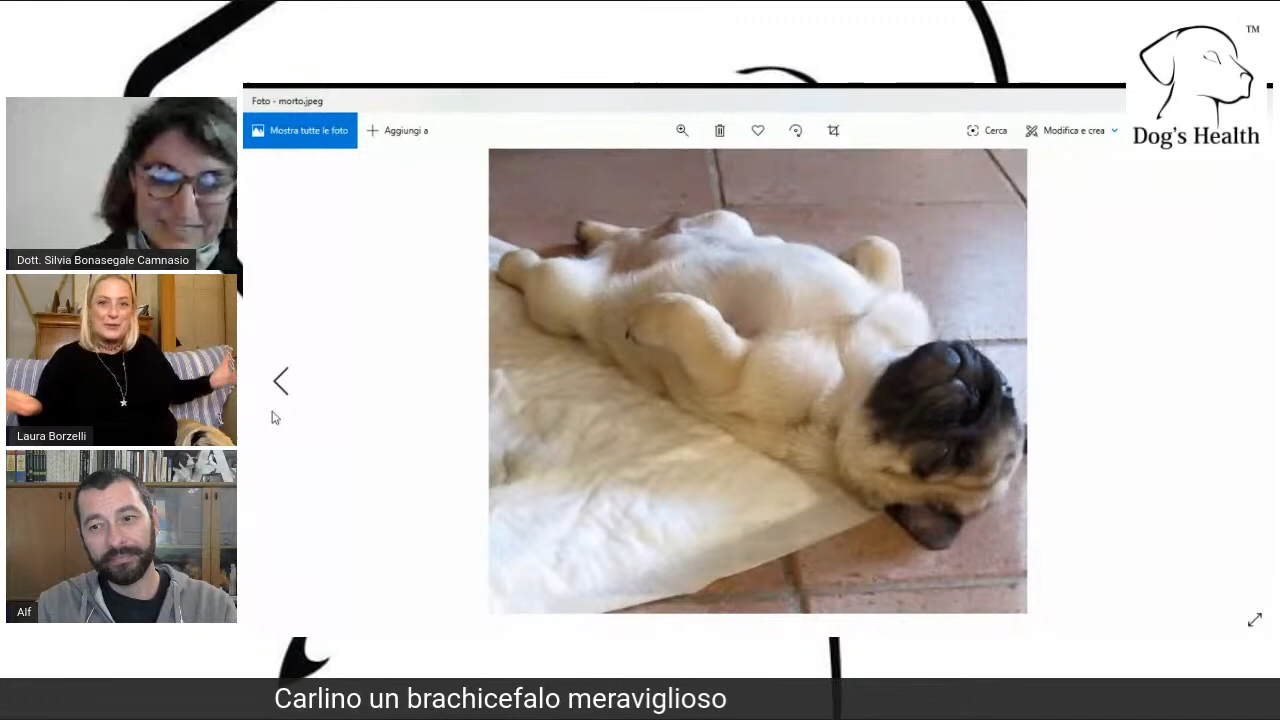 TM
Dog's Health
Foto - morto.jpeg
Mostra tutte le foto
Aggiungi a
Cerca
Modifica e crea
Dott. Silvia Bonasegale Camnasio
Laura Borzelli
Alf
Carlino un brachicefalo meraviglioso